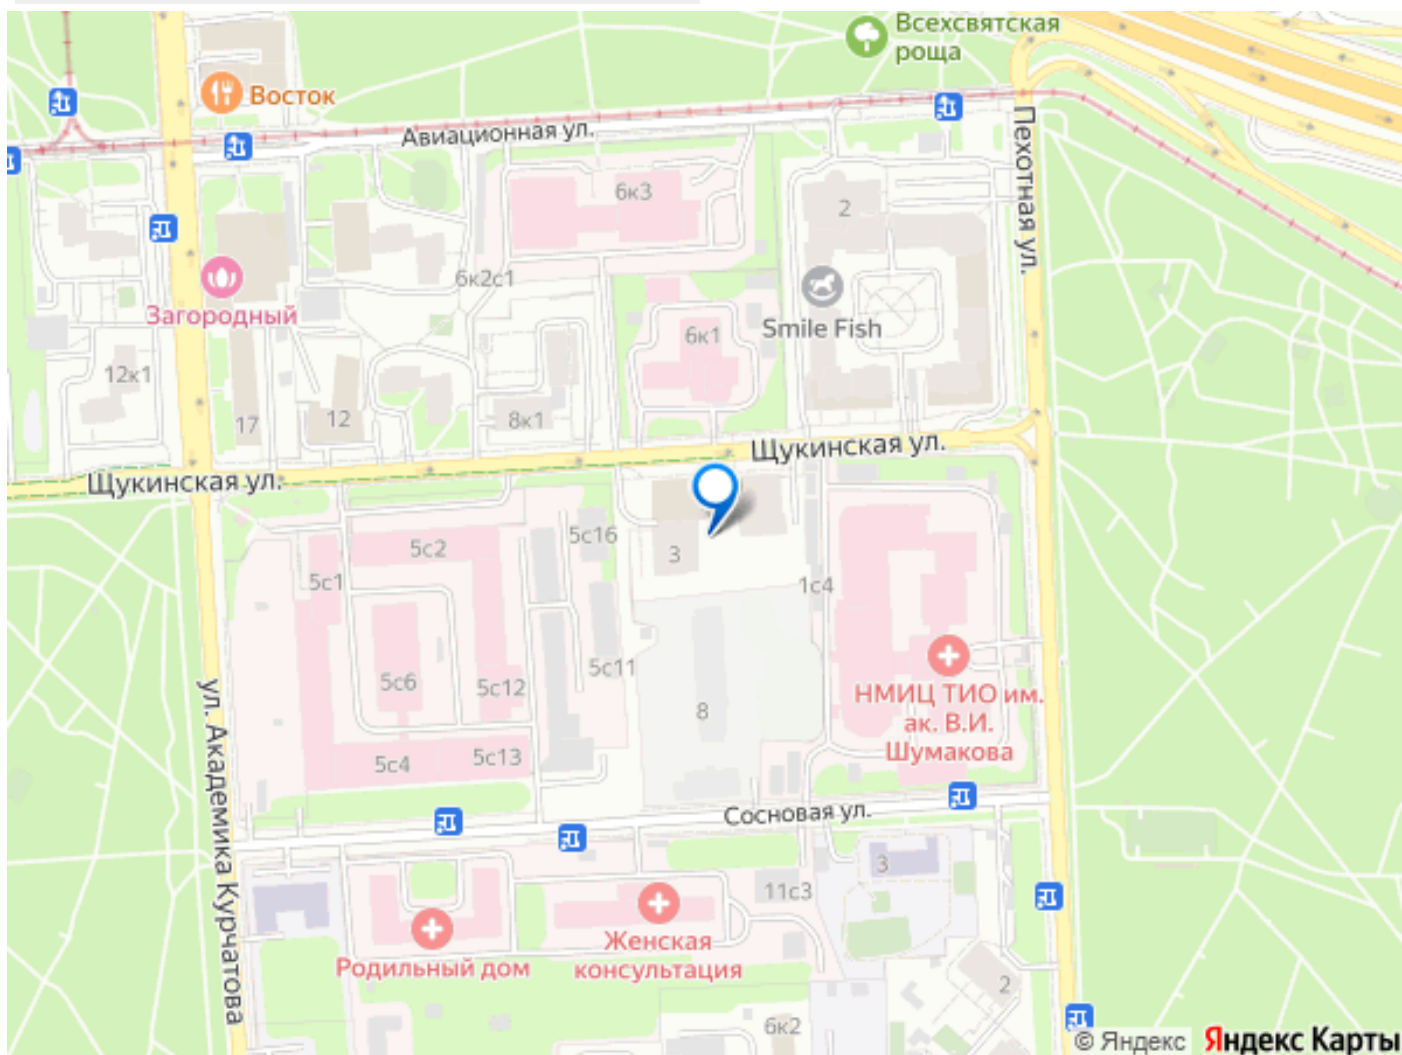 Всехсвятская
роща
Восток
Авиационная ул.
Пехотная ул.
6к3
2
6к2с1
Загородный
Smile Fish
6к1
12к1
17
12
8к1
Щукинская ул.
Щукинская ул.
5с16
5с2
3
5с1
1с4
5с11
5с6
5с12
НМИЦ ТИО им.
ак. В.И.
Шумакова
8
5с4
5с13
ул. Академика Курчатова
Сосновая ул.
3
11с3
Женская
консультация
Родильный дом
2
6к2
© Яндекс Яндекс Карты